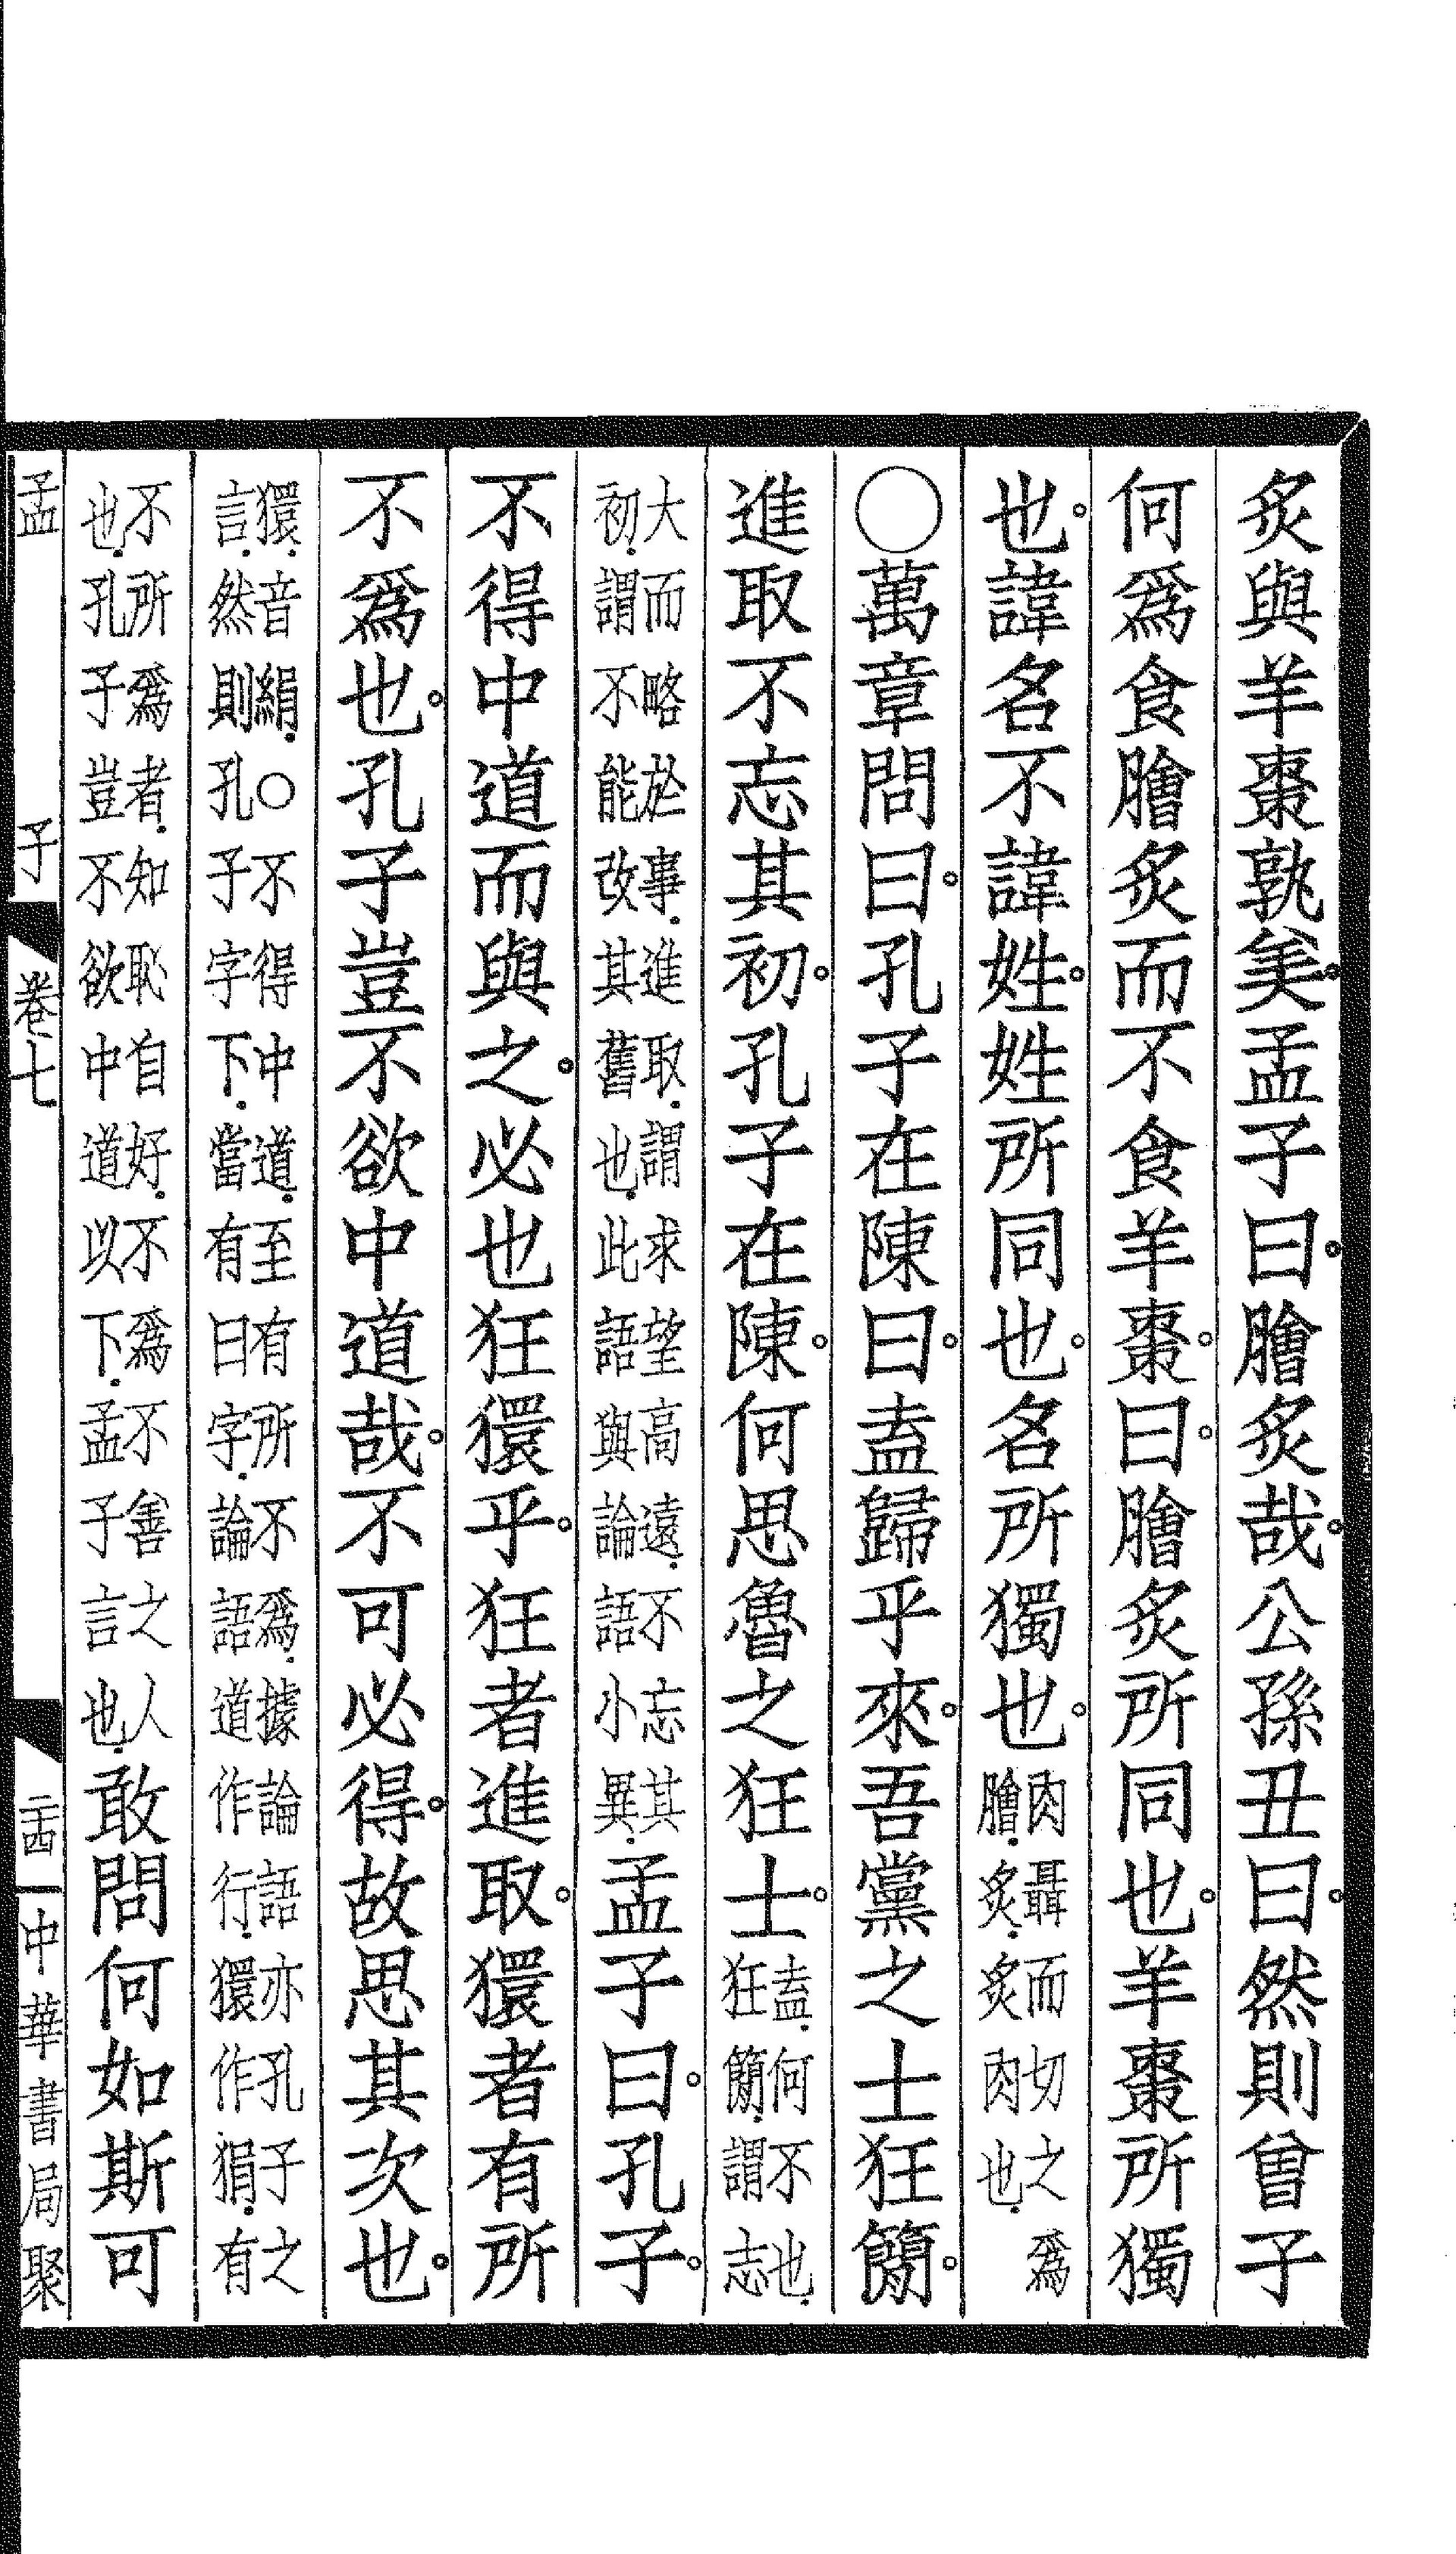 炙與羊棗孰美。孟子曰。膾炙哉。公孫丑曰。然則曾子
何爲食膾炙而不食羊棗。曰。膾炙所同也。羊棗所獨
也。諱名不諱姓。姓所同也。名所獨也。
肉聶而切之爲
膾.炙.炙肉也.
○萬章問曰。孔子在陳曰。盍歸乎來。吾黨之士狂簡。
進取不忘其初。孔子在陳。何思魯之狂士。
盍.何不也.
狂簡.謂志
大而略於事.進取.謂求望高遠.不忘其
初.謂不能改其舊也.此語與論語小異.
孟子曰。孔子。
不得中道而與之。必也狂獧乎。狂者進取。獧者有所
不爲也。孔子豈不欲中道哉。不可必得。故思其次也。
獧.音絹.○不得中道.至有所不爲.據論語亦孔子之
言.然則孔子字下.當有曰字.論語道作行.獧作狷.有
不所爲者.知恥自好.不爲不善之人
也.孔子豈不欲中道以下.孟子言也.
敢問何如斯可
孟子 卷七 二四 中華書局聚